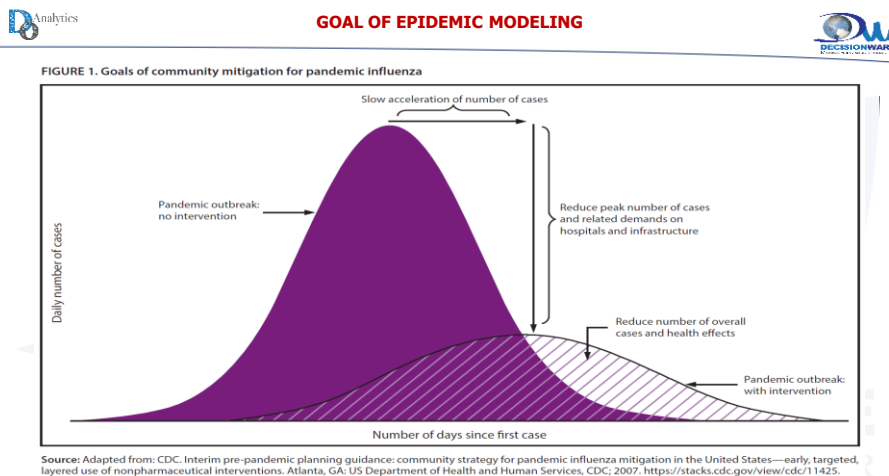 Analytics
GOAL OF EPIDEMIC MODELING
DECISIONWAR
FIGURE 1. Goals of community mitigation for pandemic influenza
Slow acceleration of number of cases
Pandemic outbreak:
no intervention
Reduce peak number of cases
and related demands on
hospitals and infrastructure
Daily number of cases
Reduce number of overall
cases and health effects
Pandemic outbreak:
with intervention
Number of days since first case
Source: Adapted from: CDC. Interim pre-pandemic planning guidance: community strategy for pandemic influenza mitigation in the United States—early, targeted,
layered use of nonpharmaceutical interventions. Atlanta, GA: US Department of Health and Human Services, CDC; 2007. https://stacks.cdc.gov/view/cdc/11425.